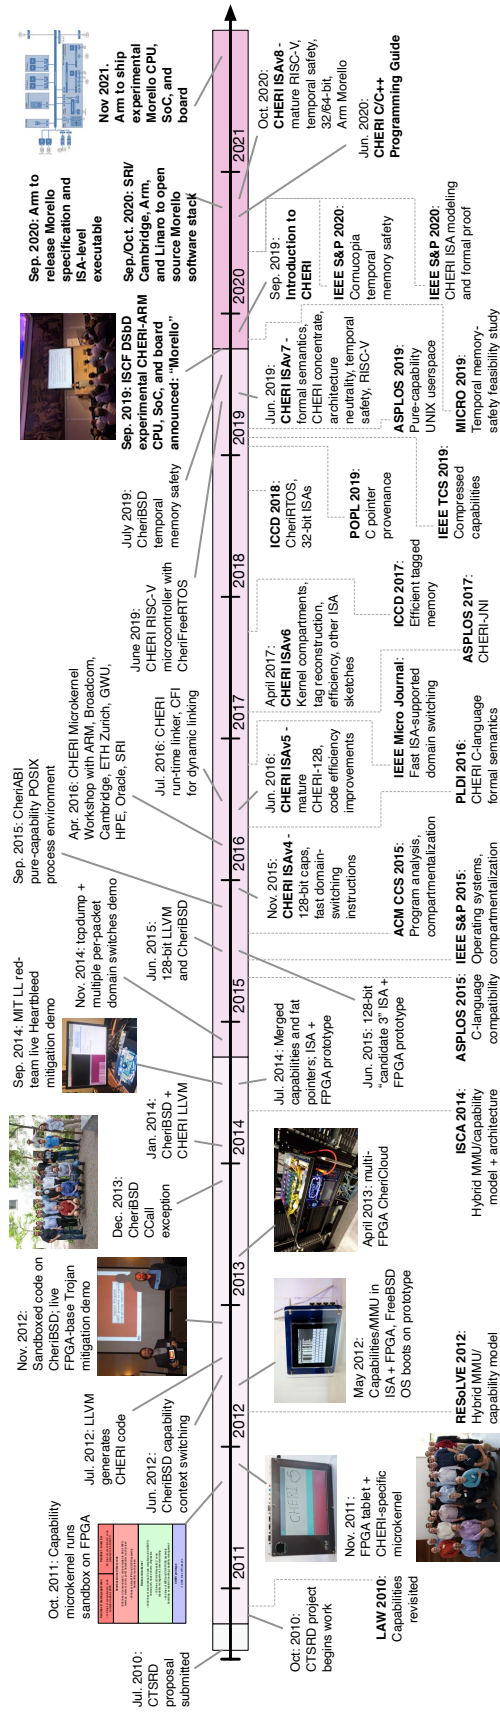 Jul. 2010:
CTSRD
proposal
submitted
Oct. 2011: Capability
microkernel runs
sandbox on FPGA
Jun. 2012:
CheriBSD capability
context switching
Jul. 2012: LLVM
generates
CHERI code
Nov. 2012:
Sandboxed code on
CheriBSD; live
FPGA-base Trojan
mitigation demo
Dec. 2013:
CheriBSD
CCall
exception
Jan. 2014:
CheriBSD +
CHERI LLVM
Sep. 2014: MIT LL red-
team live Heartbleed
mitigation demo
Nov. 2014: tcpdump +
multiple per-packet
domain switches demo
Jun. 2015:
128-bit LLVM
and CheriBSD
Sep. 2015: CheriABI
pure-capability POSIX
process environment
Apr. 2016: CHERI Microkernel
Workshop with ARM, Broadcom,
Cambridge, ETH Zurich, GWU,
HPE, Oracle, SRI
Jul. 2016: CHERI
run-time linker, CFI
for dynamic linking
June 2019:
CHERI RISC-V
microcontroller with
CheriFreeRTOS
July 2019:
CheriBSD
temporal
memory safety
Sep. 2019: ISCF DSbD
experimental CHERI-ARM
CPU, SoC, and board
announced: "Morello"
Sep./Oct. 2020: SRI/
Cambridge, Arm,
and Linero to open
source Morello
software stack
Sep. 2020: Arm to
release Morello
specification and
ISA-level
executable
Nov 2021.
Arm to ship
experimental
Morello CPU,
SoC, and
board
2011
2012
2013
2014
2015
2016
2017
2018
2019
2020
2021
Oct: 2010:
CTSRD project
begins work
LAW 2010:
Capabilities
revisited
Nov. 2011:
FPGA tablet +
CHERI-specific
microkernel
May 2012:
Capabilities/MMU in
ISA + FPGA, FreeBSD
OS boots on prototype
RESoLVE 2012:
Hybrid MMU/
capability model
April 2013: multi-
FPGA CheriCloud
Jul. 2014: Merged
capabilities and fat
pointers; ISA +
FPGA prototype
ISCA 2014:
Hybrid MMU/capability
model + architecture
Jun. 2015: 128-bit
"candidate 3" ISA +
FPGA prototype
ASPLOS 2015:
C-language
compatibility
IEEE S&P 2015:
Operating systems,
compartmentalization
ACM CCS 2015:
Program analysis,
compartmentalization
Nov. 2015:
CHERI ISAv4 -
128-bit caps,
fast domain-
switching
instructions
Jun. 2016:
CHERI ISAv5 -
mature
CHERI-128,
code efficiency
improvements
PLDI 2016:
CHERI C-language
formal semantics
IEEE Micro Journal:
Fast ISA-supported
domain switching
April 2017:
CHERI ISAv6
Kernel compartments,
tag reconstruction,
efficiency, other ISA
sketches
ASPLOS 2017:
CHERI-JNI
ICCD 2017:
Efficient tagged
memory
ICCD 2018:
CheriRTOS,
32-bit ISAs
POPL 2019:
C pointer
provenance
IEEE TCS 2019:
Compressed
capabilities
Jun. 2019:
CHERI ISAv7 -
formal semantics,
CHERI concentrate,
architecture
neutrality, temporal
safety, RISC-V
ASPLOS 2019:
Pure-capability
UNIX userspace
MICRO 2019:
Temporal memory-
safety feasibility study
Sep. 2019:
Introduction to
CHERI
IEEE S&P 2020:
Cornucopia
temporal
memory safety
IEEE S&P 2020:
CHERI ISA modeling
and formal proof
Jun. 2020:
CHERI C/C++
Programming Guide
Oct. 2020:
CHERI ISAv8 -
mature RISC-V,
temporal safety,
32/64-bit,
Arm Morello